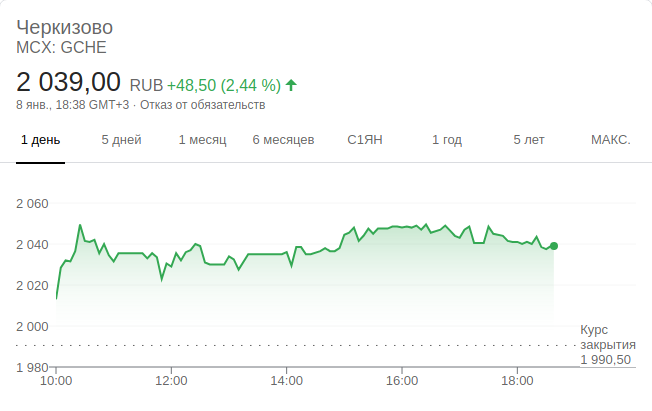 Черкизово
MCX: GCHE
2 039,00 RUB +48,50 (2,44 %)
8 янв., 18:38 GMT+3 · Отказ от обязательств
1 день 5 дней 1 месяц 6 месяцев С1ЯН 1 год 5 лет МАКС.
2 060
2 040
2 020
2 000
Курс
закрытия
1 990,50
1 980
10:00 12:00 14:00 16:00 18:00